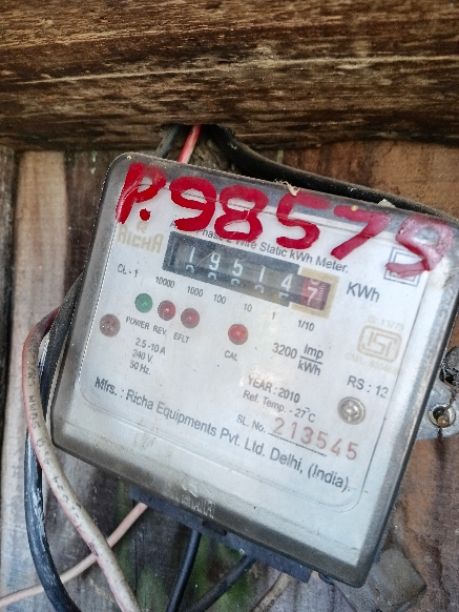 P.98579
RICHA
Phase 2 Wire Static kWh Meter.
19514 7 KWh
CL - 1 10000 1000 100 10 1 1/10
POWER REV EFLT CAL
3200 Imp/kWh
2.5 -10 A
240 V
50 Hz.
YEAR : 2010
RS : 12
Ref. Temp. - 27°C
SL. No. 213545
Mfrs. : Richa Equipments Pvt. Ltd. Delhi, (India).